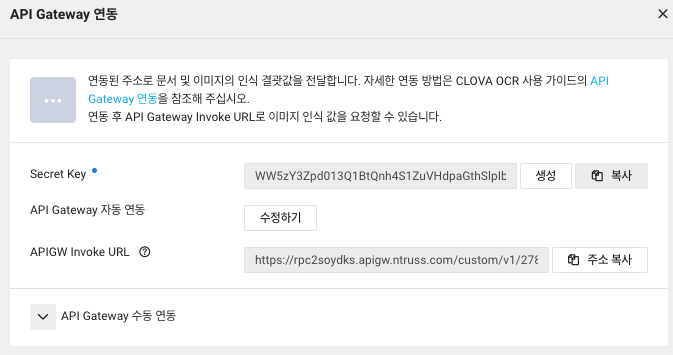 API Gateway 연동
연동된 주소로 문서 및 이미지의 인식 결괏값을 전달합니다. 자세한 연동 방법은 CLOVA OCR 사용 가이드의 API
Gateway 연동을 참조해 주십시오.
연동 후 API Gateway Invoke URL로 이미지 인식 값을 요청할 수 있습니다.
Secret Key
WW5zY3Zpd013Q1BtQnh4S1ZuVHdpaGthSlpIb 생성 복사
API Gateway 자동 연동 수정하기
APIGW Invoke URL https://rpc2soydks.apigw.ntruss.com/custom/v1/278 주소 복사
API Gateway 수동 연동